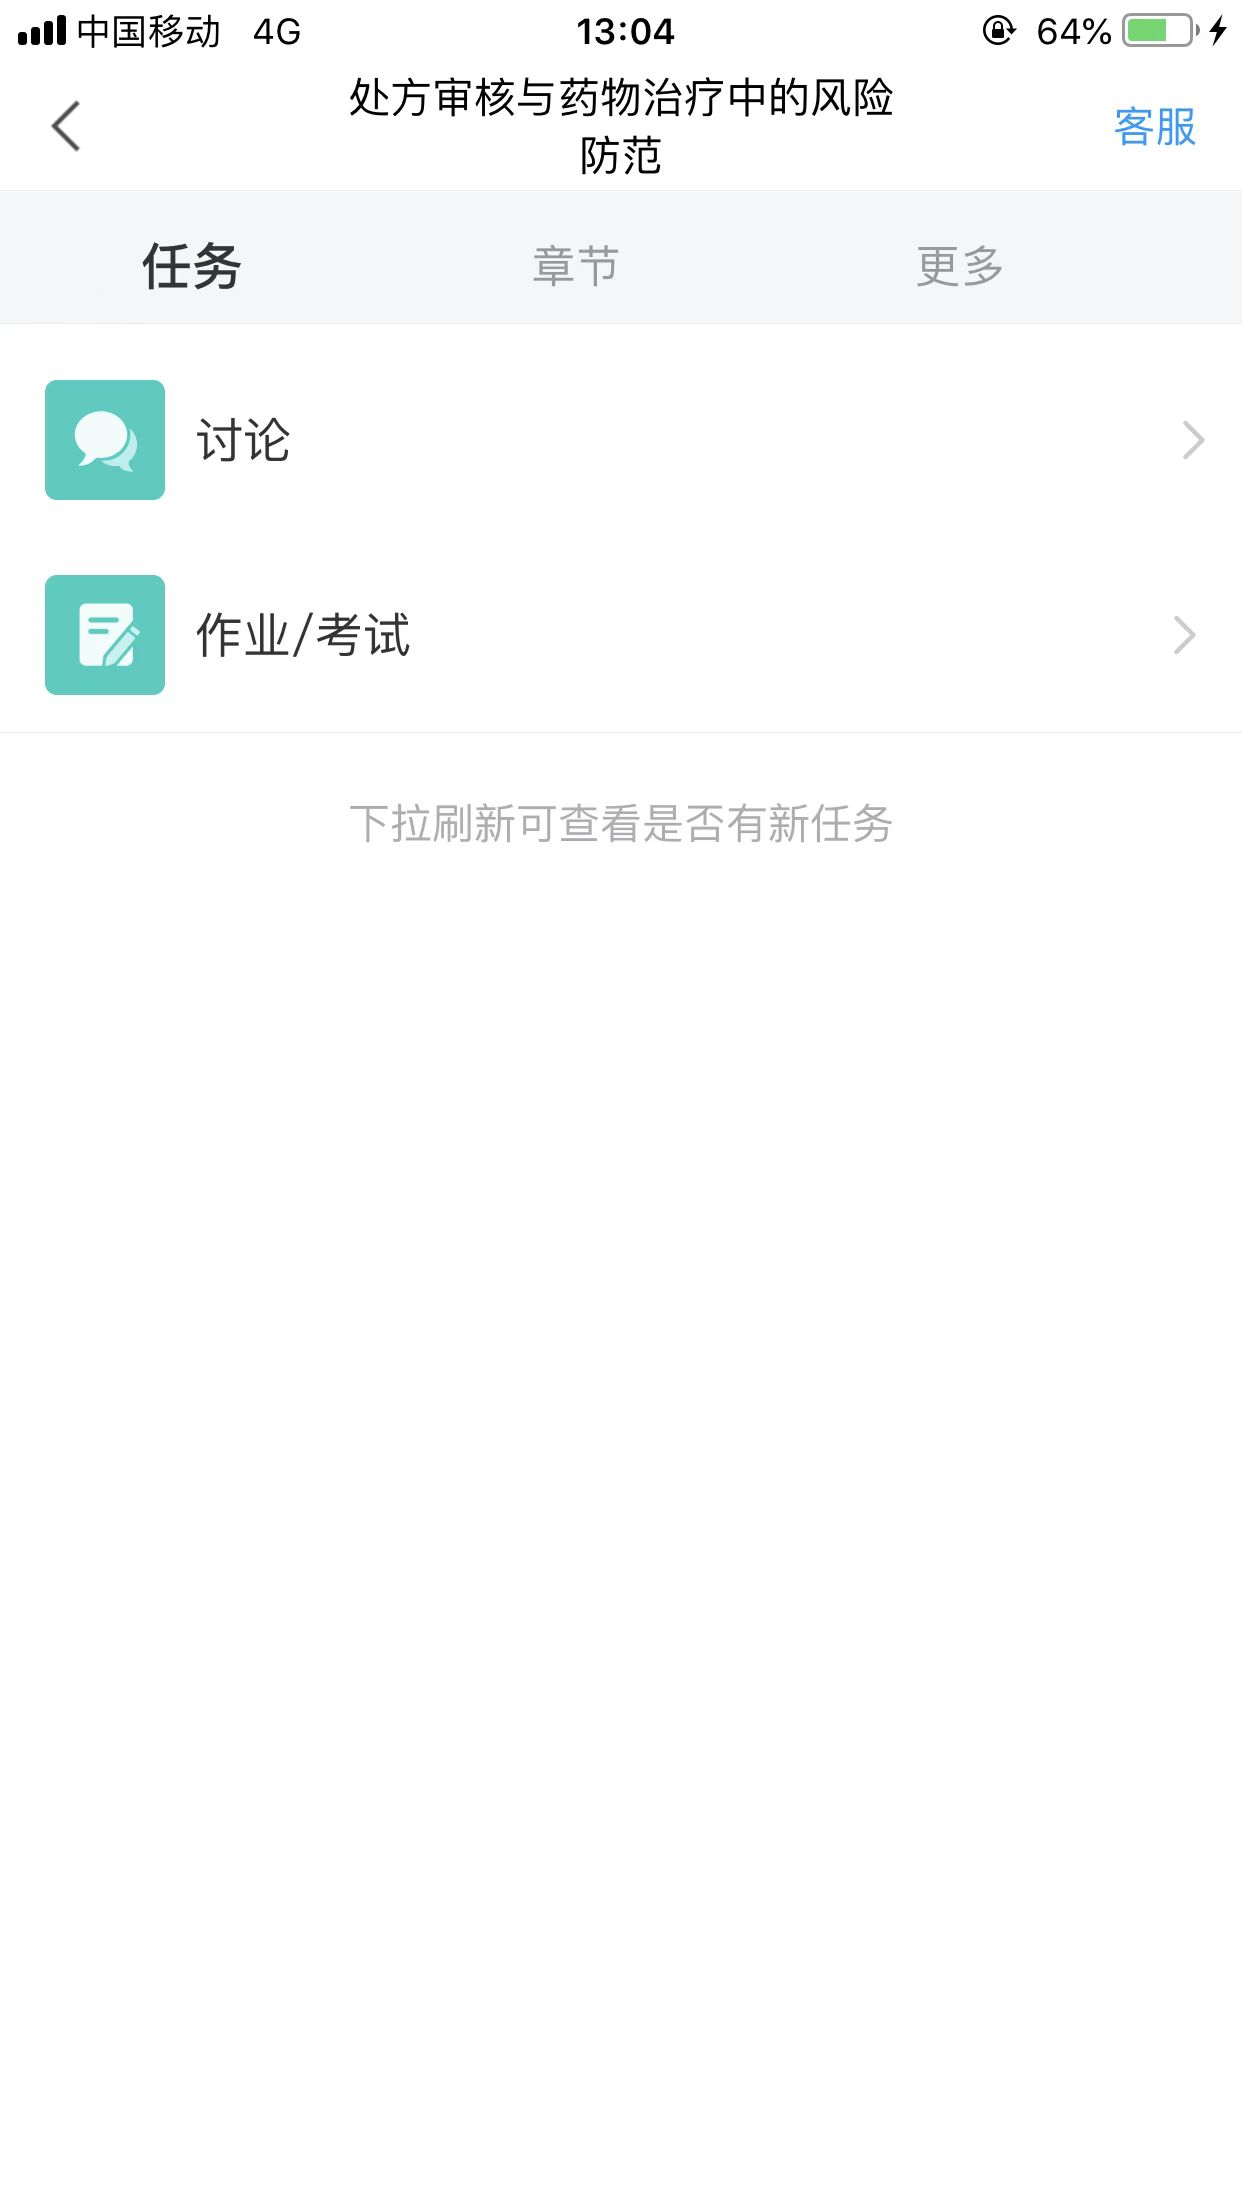 中国移动 4G 13:04 64%
处方审核与药物治疗中的风险
防范
客服
任务 章节 更多
讨论
作业/考试
下拉刷新可查看是否有新任务